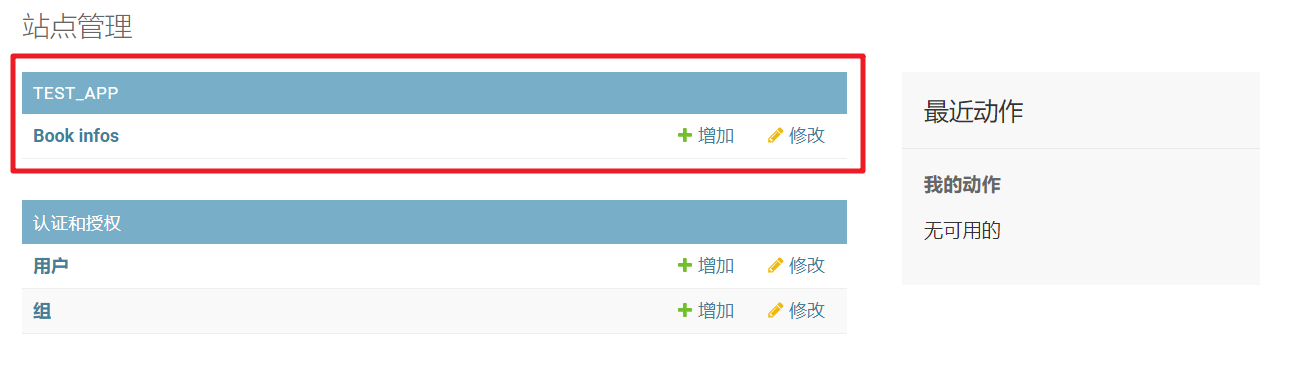 站点管理
TEST_APP
Book infos 增加 修改
认证和授权
用户 增加 修改
组 增加 修改
最近动作
我的动作
无可用的